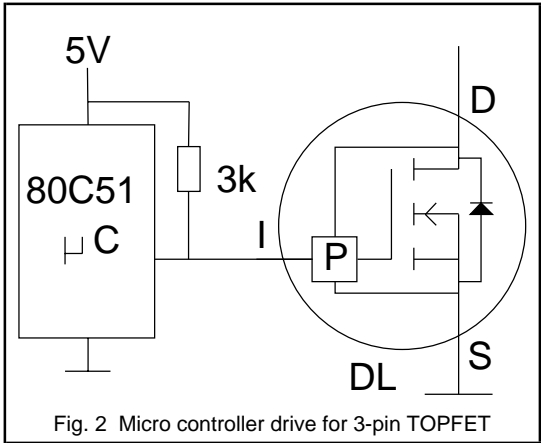 5V
D
80C51
3k
C
I
P
S
DL
Fig. 2 Micro controller drive for 3-pin TOPFET